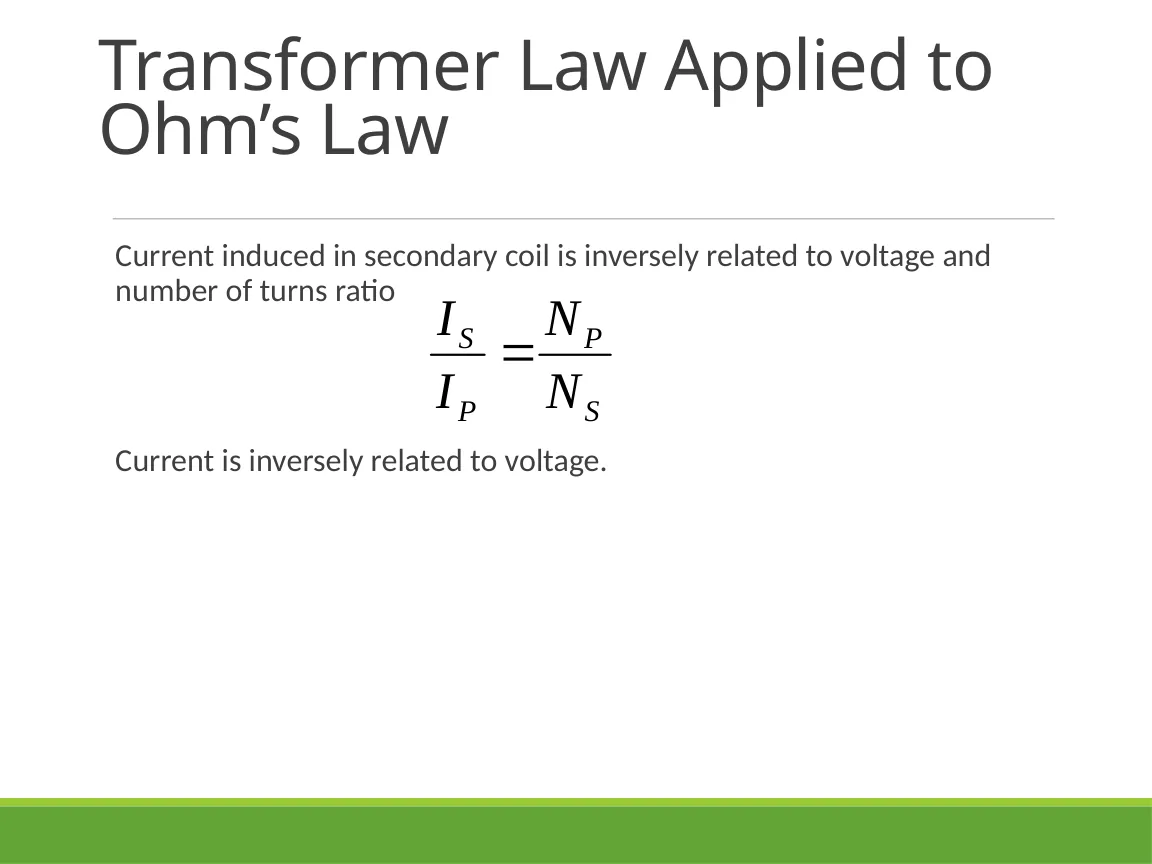 Transformer Law Applied to
Ohm’s Law
Current induced in secondary coil is inversely related to voltage and
number of turns ratio
I_S / I_P = N_P / N_S
Current is inversely related to voltage.